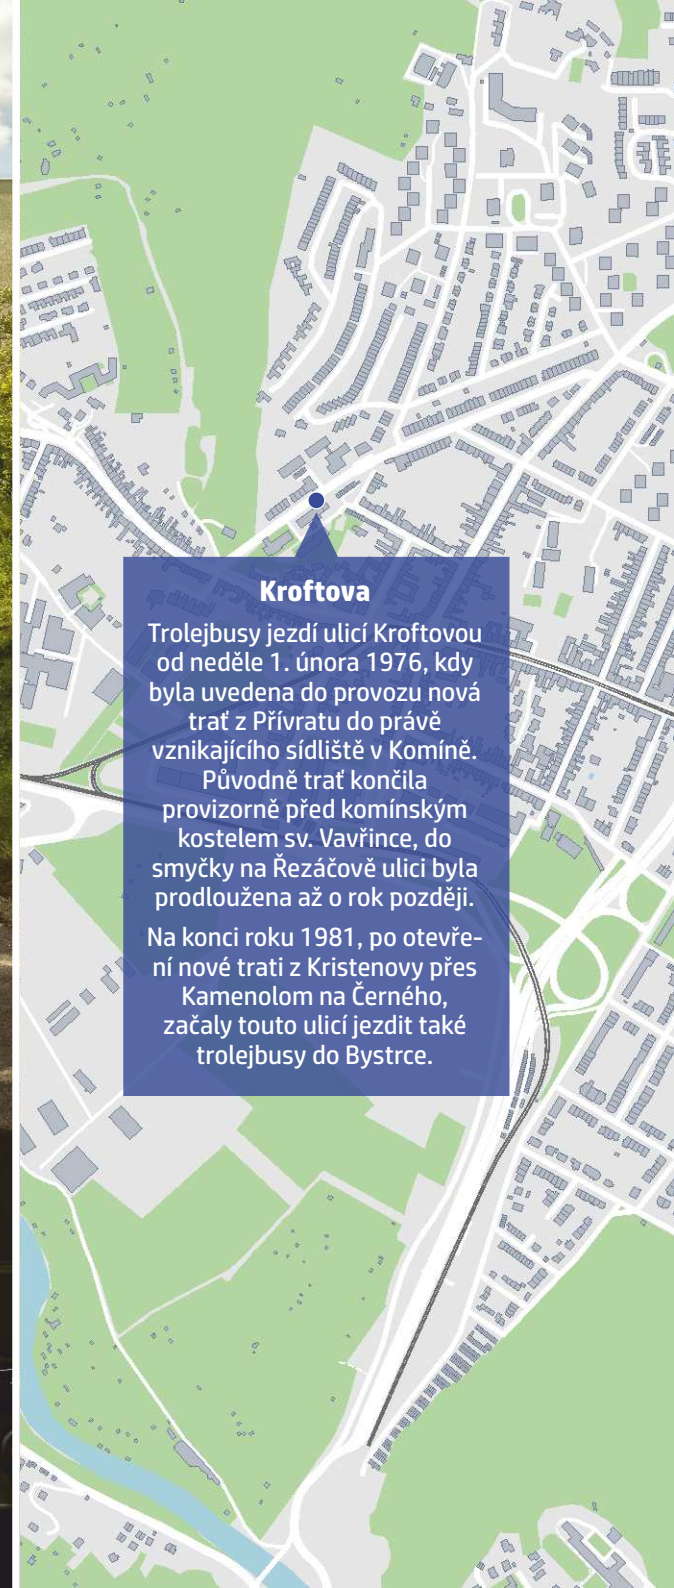 Kroftova
Trolejbusy jezdí ulicí Kroftovou
od neděle 1. února 1976, kdy
byla uvedena do provozu nová
trať z Přívratu do právě
vznikajícího sídliště v Komíně.
Původně trať končila
provizorně před komínským
kostelem sv. Vavřince, do
smyčky na Řezáčově ulici byla
prodloužena až o rok později.
Na konci roku 1981, po otevře-
ní nové trati z Kristenovy přes
Kamenolom na Černého,
začaly touto ulicí jezdit také
trolejbusy do Bystrce.